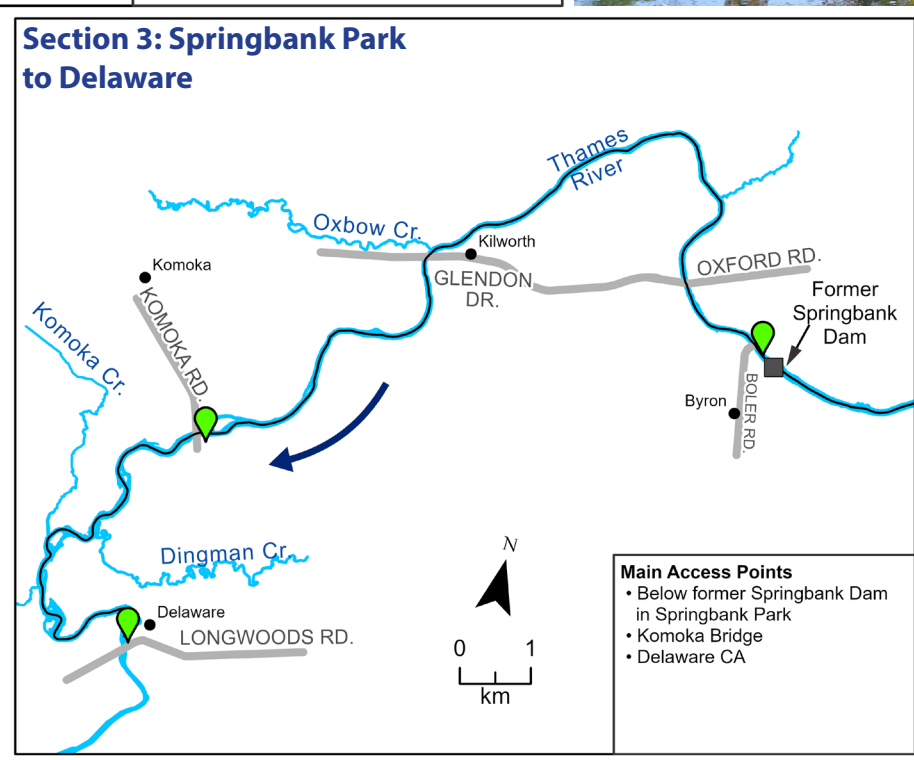 Section 3: Springbank Park
to Delaware
Thames
River
Oxbow Cr.
Kilworth
Komoka
GLENDON
DR.
OXFORD RD.
Former
Springbank
Dam
KOMOKA RD.
Komoka Cr.
Byron
BOLER RD.
Dingman Cr.
N
Delaware
LONGWOODS RD.
0 1
km
Main Access Points
• Below former Springbank Dam
in Springbank Park
• Komoka Bridge
• Delaware CA